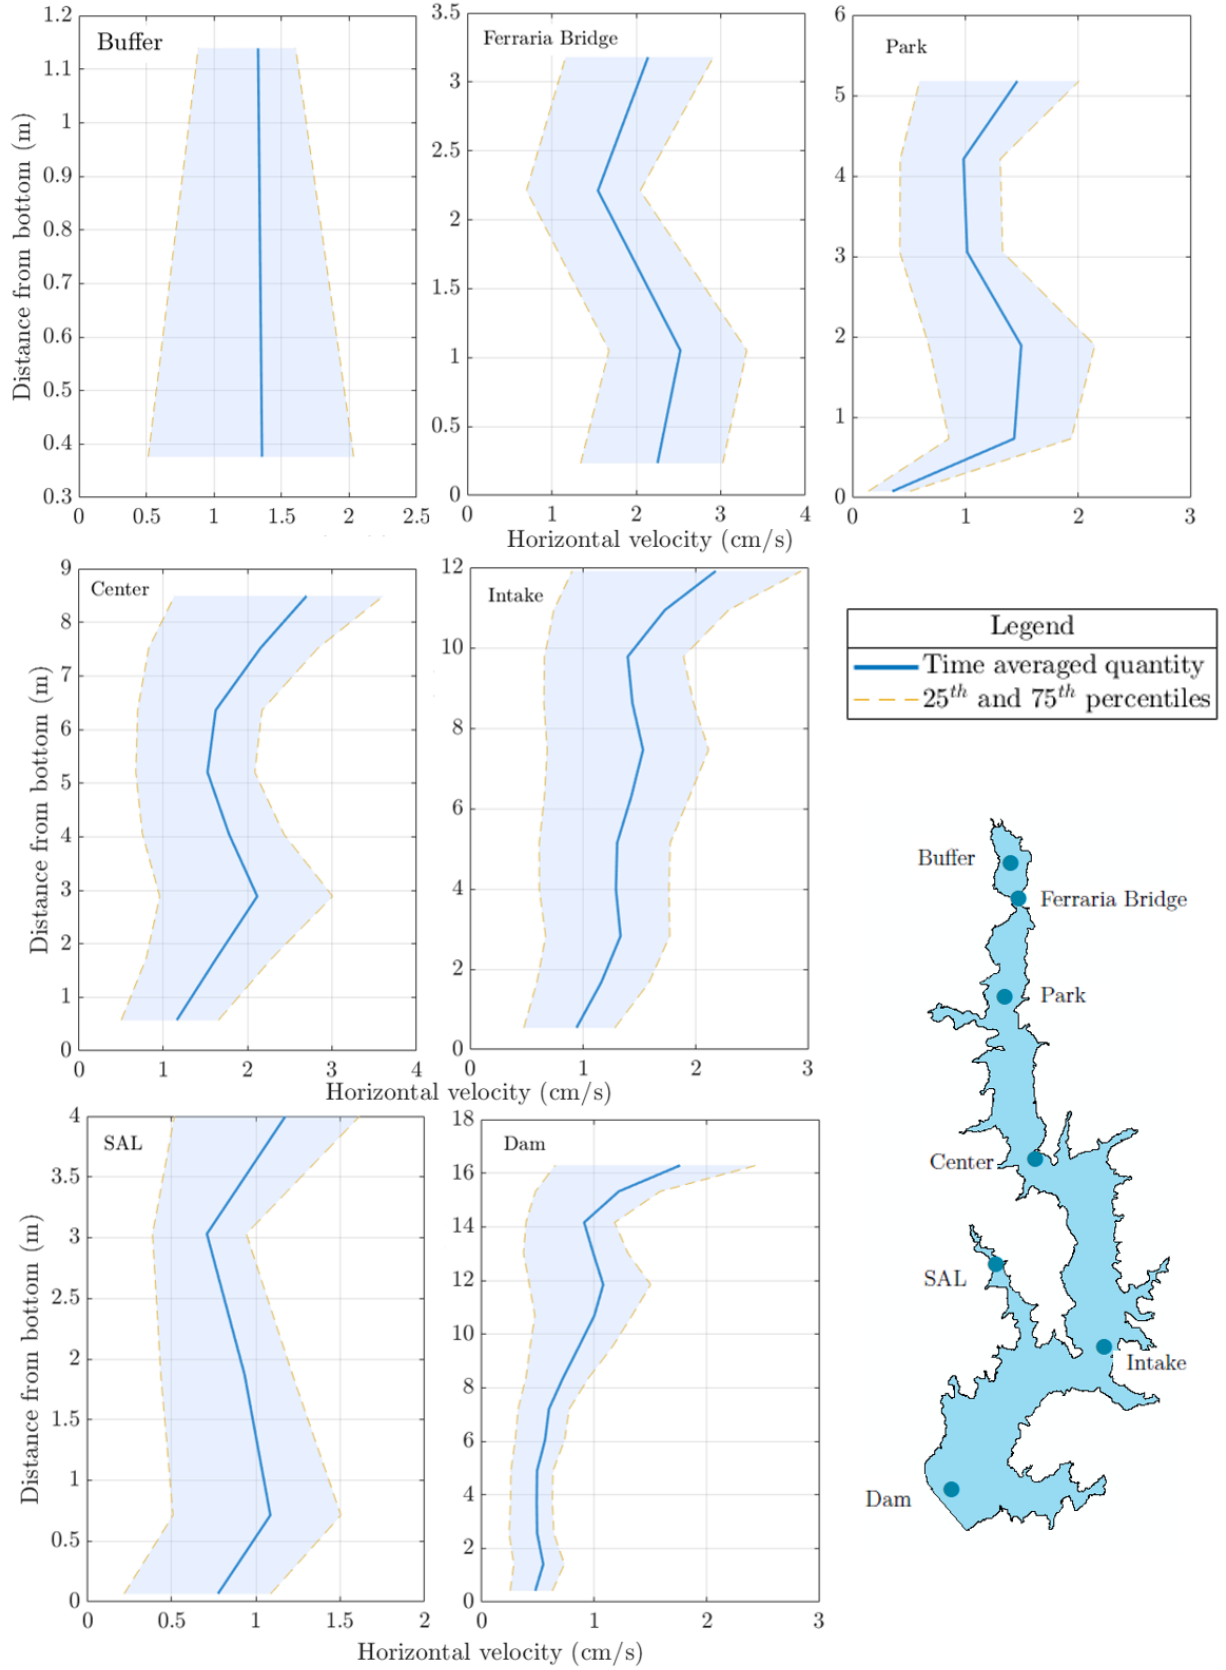 Buffer
Distance from bottom (m)
1.2
1.1
1
0.9
0.8
0.7
0.6
0.5
0.4
0.3
0 0.5 1 1.5 2 2.5
Ferraria Bridge
3.5
3
2.5
2
1.5
1
0.5
0
0 1 2 3 4
Park
6
5
4
3
2
1
0
0 1 2 3
Horizontal velocity (cm/s)
Center
Distance from bottom (m)
9
8
7
6
5
4
3
2
1
0
0 1 2 3 4
Intake
12
10
8
6
4
2
0
0 1 2 3
Horizontal velocity (cm/s)
Legend
Time averaged quantity
25th and 75th percentiles
SAL
Distance from bottom (m)
4
3.5
3
2.5
2
1.5
1
0.5
0
0 0.5 1 1.5 2
Dam
18
16
14
12
10
8
6
4
2
0
0 1 2 3
Horizontal velocity (cm/s)
Buffer
Ferraria Bridge
Park
Center
SAL
Intake
Dam